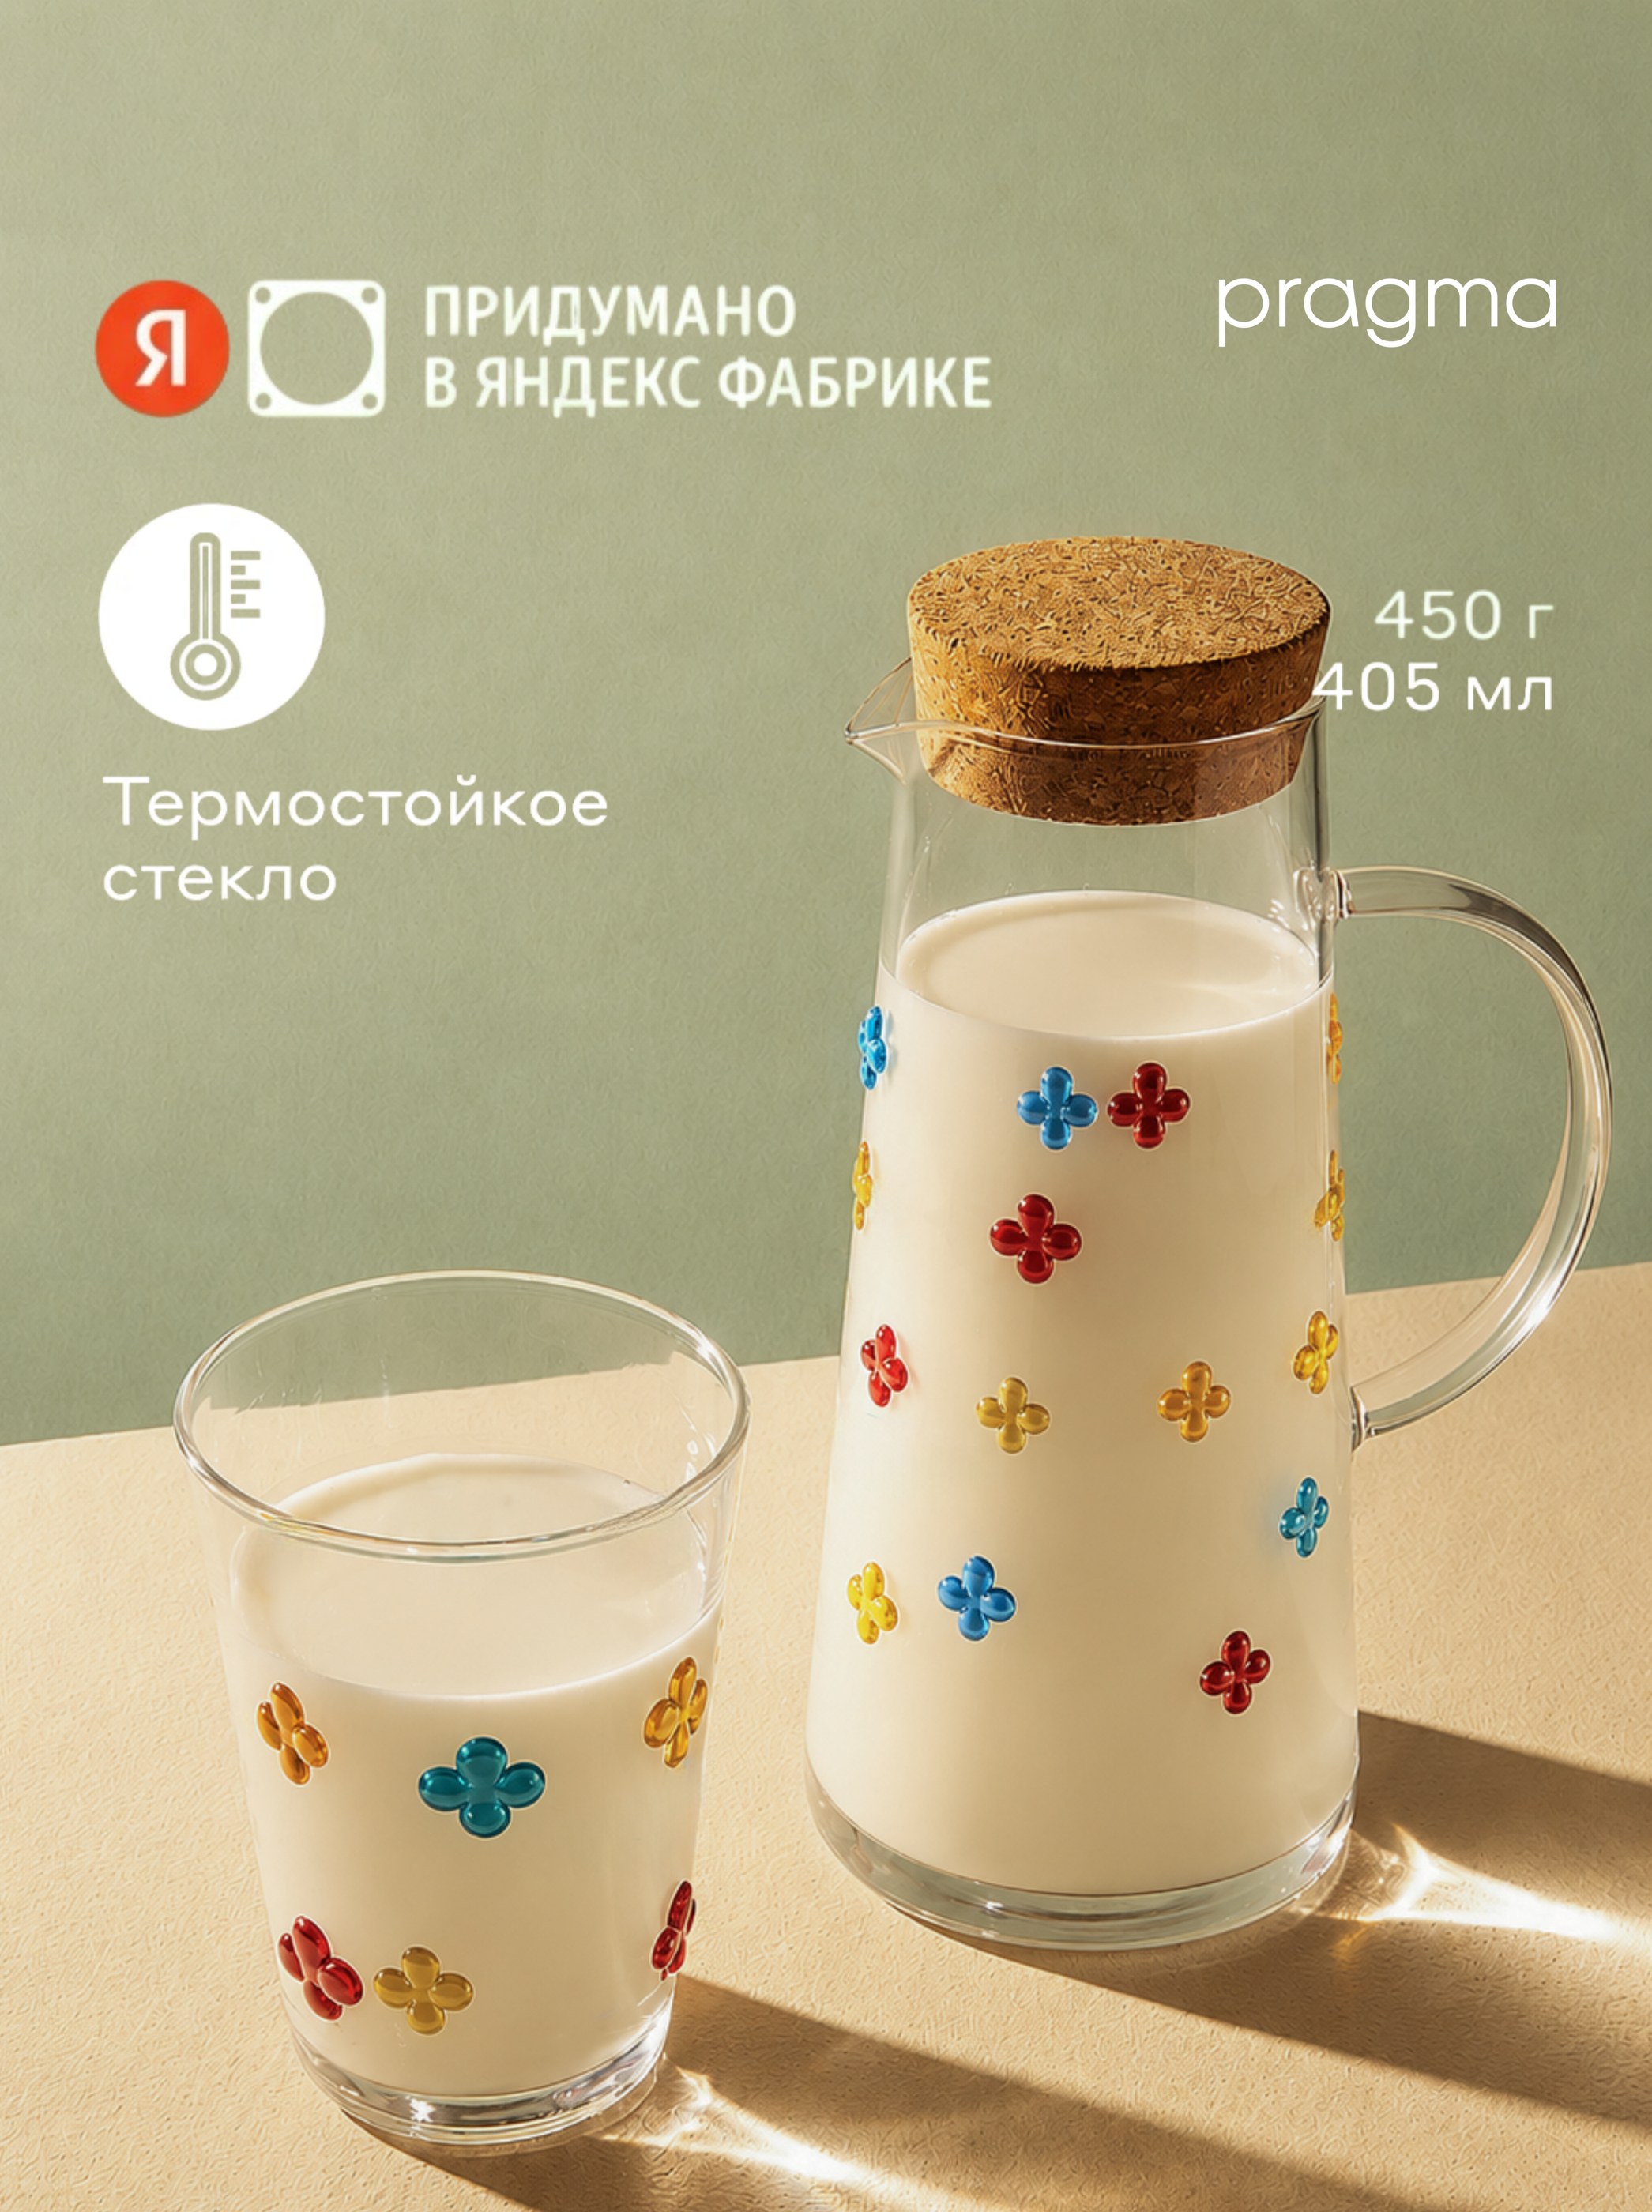 Я ПРИДУМАНО
В ЯНДЕКС ФАБРИКЕ
pragma
450 г
405 мл
Термостойкое
стекло